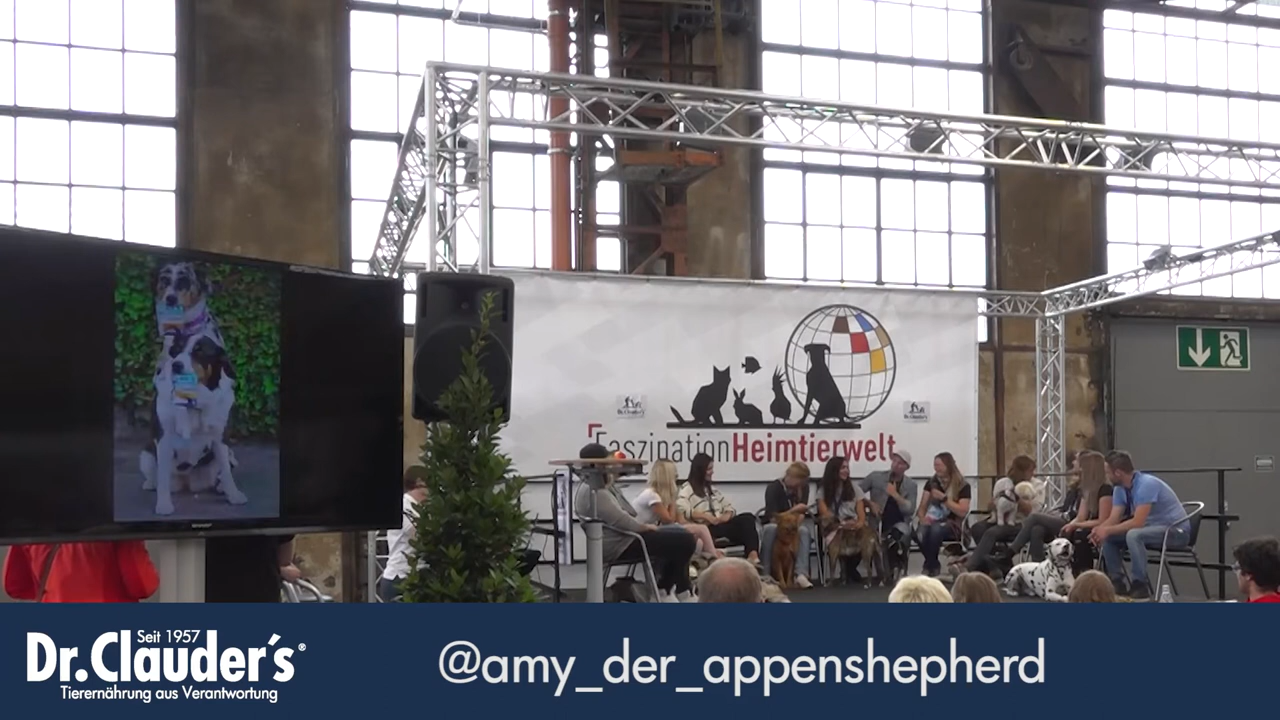 FaszinationHeimtierwelt
Seit 1957
Dr.Clauder's®
Tierernährung aus Verantwortung
@amy_der_appenshepherd